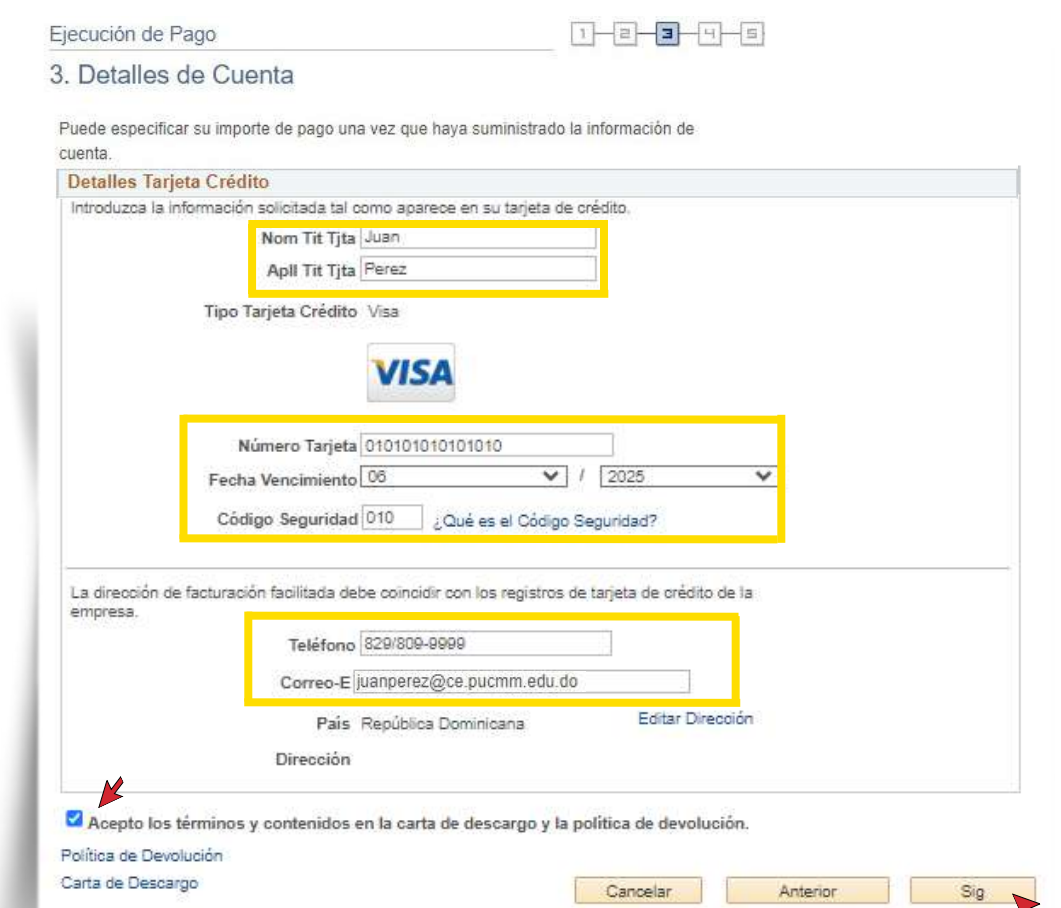 Ejecución de Pago
1 2 3 4 5
3. Detalles de Cuenta
Puede especificar su importe de pago una vez que haya suministrado la información de
cuenta.
Detalles Tarjeta Crédito
Introduzca la información solicitada tal como aparece en su tarjeta de crédito.
Nom Tit Tjta Juan
Apll Tit Tjta Perez
Tipo Tarjeta Crédito Visa
VISA
Número Tarjeta 010101010101010
Fecha Vencimiento 06 / 2025
Código Seguridad 010 ¿Qué es el Código Seguridad?
La dirección de facturación facilitada debe coincidir con los registros de tarjeta de crédito de la
empresa.
Teléfono 829/809-9999
Correo-E juanperez@ce.pucmm.edu.do
País República Dominicana Editar Dirección
Dirección
Acepto los términos y contenidos en la carta de descargo y la política de devolución.
Política de Devolución
Carta de Descargo
Cancelar Anterior Sig